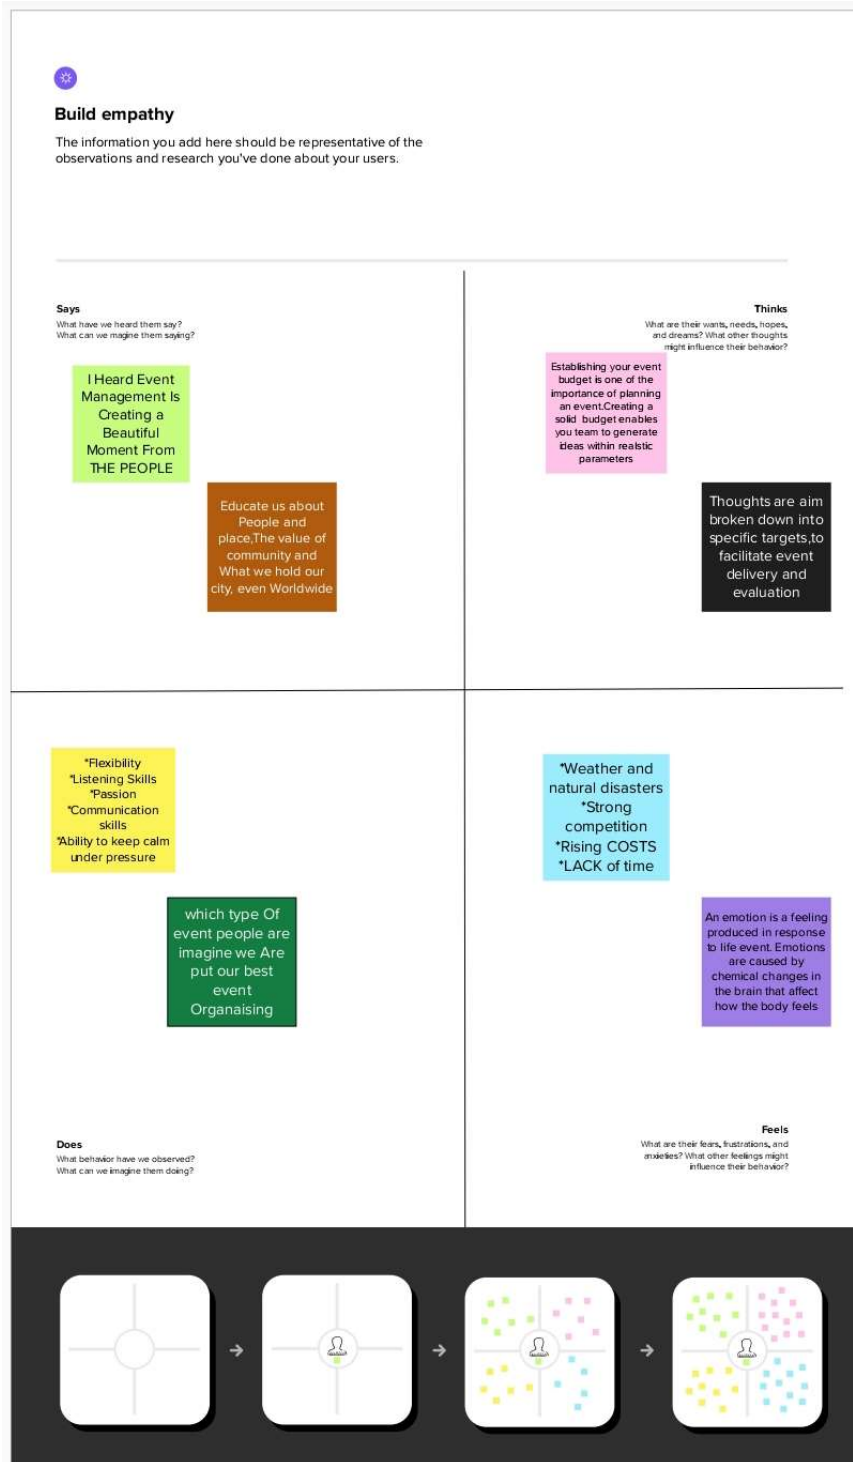 Build empathy
The information you add here should be representative of the
observations and research you've done about your users.
Says
What have we heard them say?
What can we magine them saying?
Thinks
What are their wants, needs, hopes,
and dreams? What other thoughts
might influence their behavior?
I Heard Event
Management Is
Creating a
Beautiful
Moment From
THE PEOPLE
Educate us about
People and
place,The value of
community and
What we hold our
city, even Worldwide
Establishing your event
budget is one of the
importance of planning
an event.Creating a
solid budget enables
you team to generate
ideas within realstic
parameters
Thoughts are aim
broken down into
specific targets,to
facilitate event
delivery and
evaluation
*Flexibility
*Listening Skills
*Passion
*Communication
skills
*Ability to keep calm
under pressure
which type Of
event people are
imagine we Are
put our best
event
Organaising
*Weather and
natural disasters
*Strong
competition
*Rising COSTS
*LACK of time
An emotion is a feeling
produced in response
to life event. Emotions
are caused by
chemical changes in
the brain that affect
how the body feels
Does
What behavior have we observed?
What can we imagine them doing?
Feels
What are their fears, frustrations, and
anxieties? What other feelings might
influence their behavior?